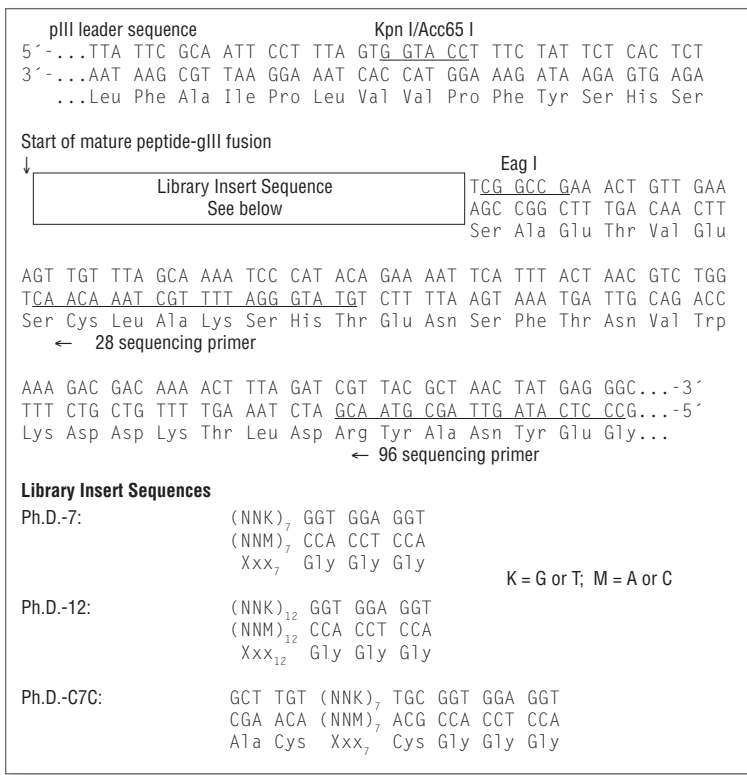 pIII leader sequence Kpn I/Acc65 I
5´-...TTA TTC GCA ATT CCT TTA GTG GTA CCT TTC TAT TCT CAC TCT
3´-...AAT AAG CGT TAA GGA AAT CAC CAT GGA AAG ATA AGA GTG AGA
...Leu Phe Ala Ile Pro Leu Val Val Pro Phe Tyr Ser His Ser
Start of mature peptide-gIII fusion
↓ Eag I
Library Insert Sequence TCG GCC GAA ACT GTT GAA
See below AGC CGG CTT TGA CAA CTT
Ser Ala Glu Thr Val Glu
AGT TGT TTA GCA AAA TCC CAT ACA GAA AAT TCA TTT ACT AAC GTC TGG
TCA ACA AAT CGT TTT AGG GTA TGT CTT TTA AGT AAA TGA TTG CAG ACC
Ser Cys Leu Ala Lys Ser His Thr Glu Asn Ser Phe Thr Asn Val Trp
← 28 sequencing primer
AAA GAC GAC AAA ACT TTA GAT CGT TAC GCT AAC TAT GAG GGC...-3´
TTT CTG CTG TTT TGA AAT CTA GCA ATG CGA TTG ATA CTC CCG...-5´
Lys Asp Asp Lys Thr Leu Asp Arg Tyr Ala Asn Tyr Glu Gly...
← 96 sequencing primer
Library Insert Sequences
Ph.D.-7: (NNK)7 GGT GGA GGT
(NNM)7 CCA CCT CCA
Xxx7 Gly Gly Gly
K = G or T; M = A or C
Ph.D.-12: (NNK)12 GGT GGA GGT
(NNM)12 CCA CCT CCA
Xxx12 Gly Gly Gly
Ph.D.-C7C: GCT TGT (NNK)7 TGC GGT GGA GGT
CGA ACA (NNM)7 ACG CCA CCT CCA
Ala Cys Xxx7 Cys Gly Gly Gly